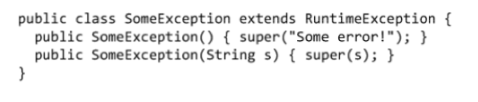 public class SomeException extends RuntimeException {
  public SomeException() { super("Some error!"); }
  public SomeException(String s) { super(s); }
}